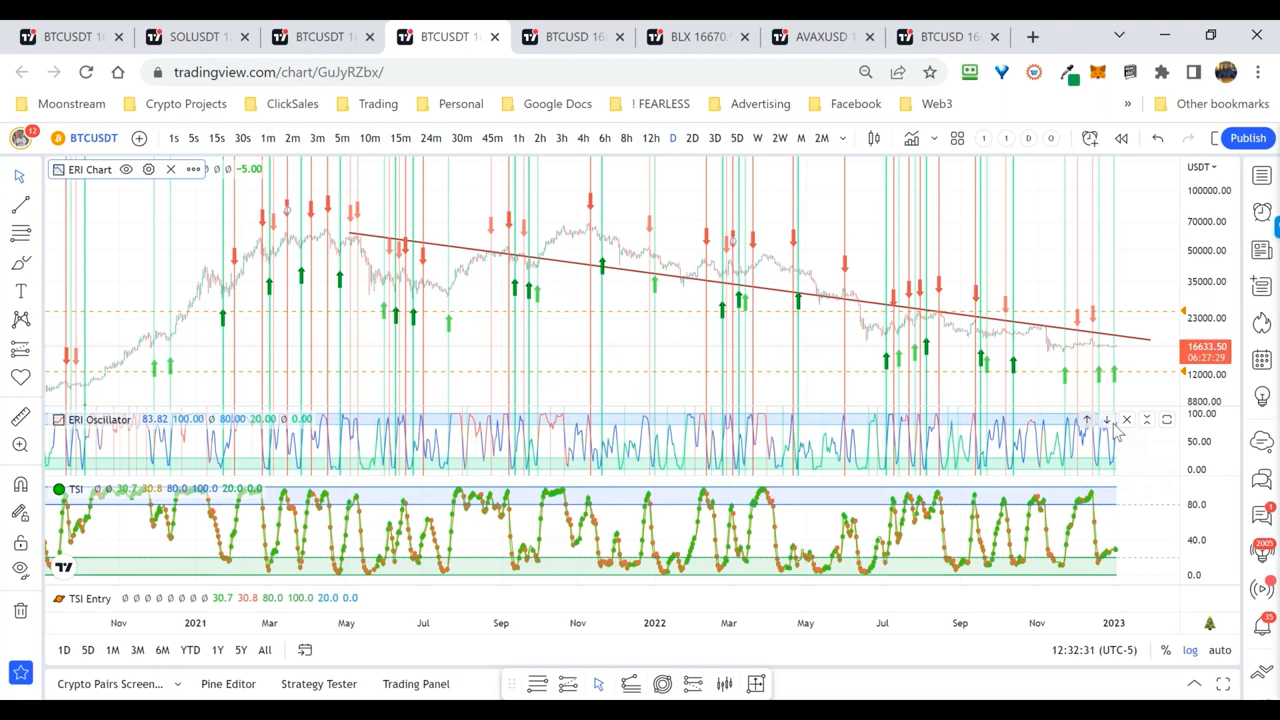 BTCUSDT 16 SOLUSDT 1 BTCUSDT 16 BTCUSDT 16 BTCUSD 166 BLX 16670.5 AVAXUSD 1 BTCUSD 166
tradingview.com/chart/GuJyRZbx/
Moonstream Crypto Projects ClickSales Trading Personal Google Docs ! FEARLESS Advertising Facebook Web3 » Other bookmarks
12 BTCUSDT 1s 5s 15s 30s 1m 2m 3m 5m 10m 15m 24m 30m 45m 1h 2h 3h 4h 6h 8h 12h D 2D 3D 5D W 2W M 2M 1 1 D O Publish
ERI Chart Ø Ø −5.00 USDT
100000.00
70000.00
50000.00
35000.00
23000.00
16633.50
06:27:29
12000.00
8800.00
ERI Oscillator 83.82 100.00 Ø 80.00 20.00 Ø 0.00 100.00
50.00
0.00
TSI Ø Ø 30.7 30.8 80.0 100.0 20.0 0.0
80.0
40.0
0.0
TSI Entry Ø Ø Ø Ø Ø Ø Ø Ø 30.7 30.8 80.0 100.0 20.0 0.0
Nov 2021 Mar May Jul Sep Nov 2022 Mar May Jul Sep Nov 2023
1D 5D 1M 3M 6M YTD 1Y 5Y All 12:32:31 (UTC-5) % log auto
Crypto Pairs Screen... Pine Editor Strategy Tester Trading Panel
1
2005
35